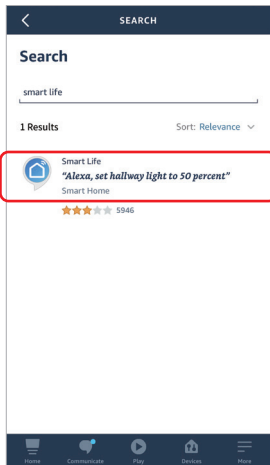 SEARCH
Search
smart life
1 Results Sort: Relevance
Smart Life
"Alexa, set hallway light to 50 percent"
Smart Home
5946
Home Communicate Play Devices More